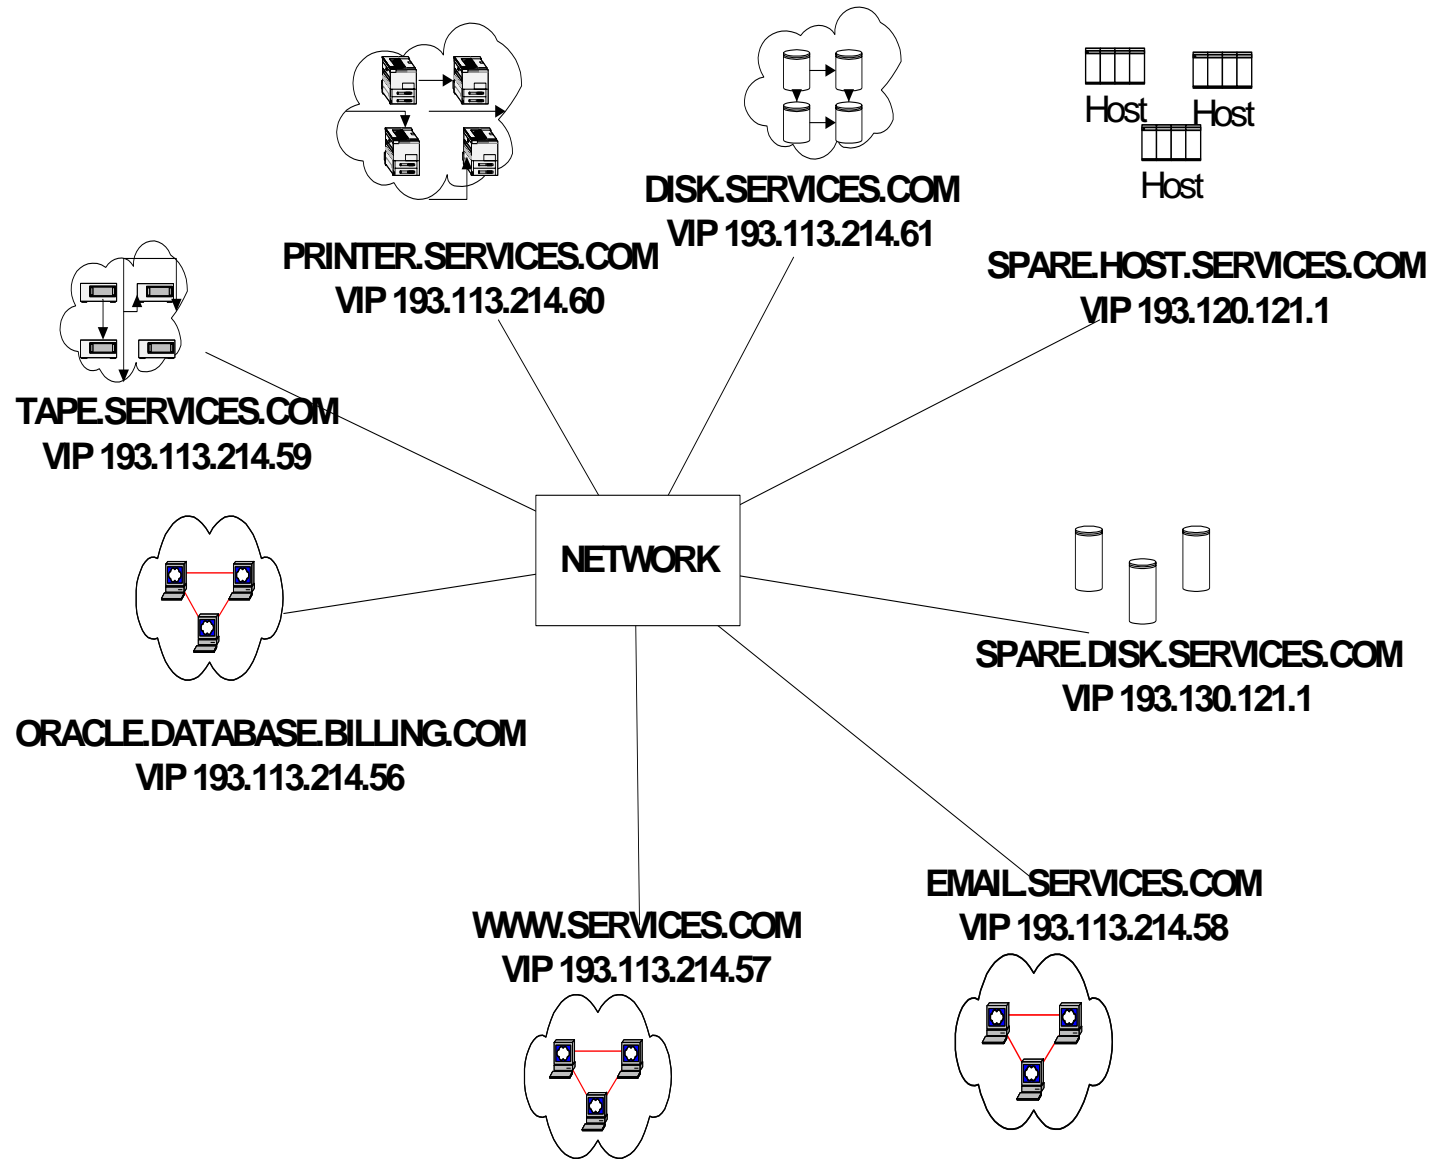 Host
Host
Host
DISK.SERVICES.COM
VIP 193.113.214.61
PRINTER.SERVICES.COM
VIP 193.113.214.60
SPARE.HOST.SERVICES.COM
VIP 193.120.121.1
TAPE.SERVICES.COM
VIP 193.113.214.59
NETWORK
SPARE.DISK.SERVICES.COM
VIP 193.130.121.1
ORACLE.DATABASE.BILLING.COM
VIP 193.113.214.56
EMAIL.SERVICES.COM
VIP 193.113.214.58
WWW.SERVICES.COM
VIP 193.113.214.57